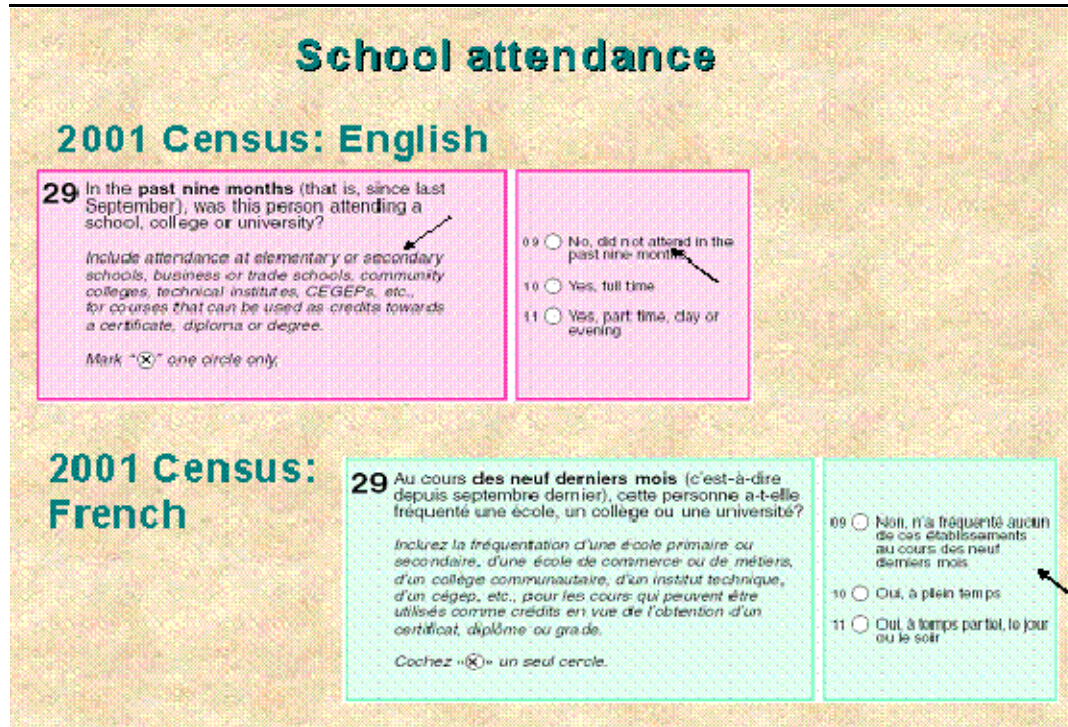 School attendance
2001 Census: English
29 In the past nine months (that is, since last
September), was this person attending a
school, college or university?
Include attendance at elementary or secondary
schools, business or trade schools, community
colleges, technical institutes, CEGEPs, etc.,
for courses that can be used as credits towards
a certificate, diploma or degree.
Mark "⊗" one circle only.
09 ○ No, did not attend in the
past nine months
10 ○ Yes, full time
11 ○ Yes, part time, day or
evening
2001 Census:
French
29 Au cours des neuf derniers mois (c'est-à-dire
depuis septembre dernier), cette personne a-t-elle
fréquenté une école, un collège ou une université?
Inclurez la fréquentation d'une école primaire ou
secondaire, d'une école de commerce ou de métiers,
d'un collège communautaire, d'un institut technique,
d'un cégep, etc., pour les cours qui peuvent être
utilisés comme crédits en vue de l'obtention d'un
certificat, diplôme ou grade.
Cochez «⊗» un seul cercle.
09 ○ Non, n'a fréquenté aucun
de ces établissements
au cours des neuf
derniers mois
10 ○ Oui, à plein temps
11 ○ Oui, à temps partiel, le jour
ou le soir